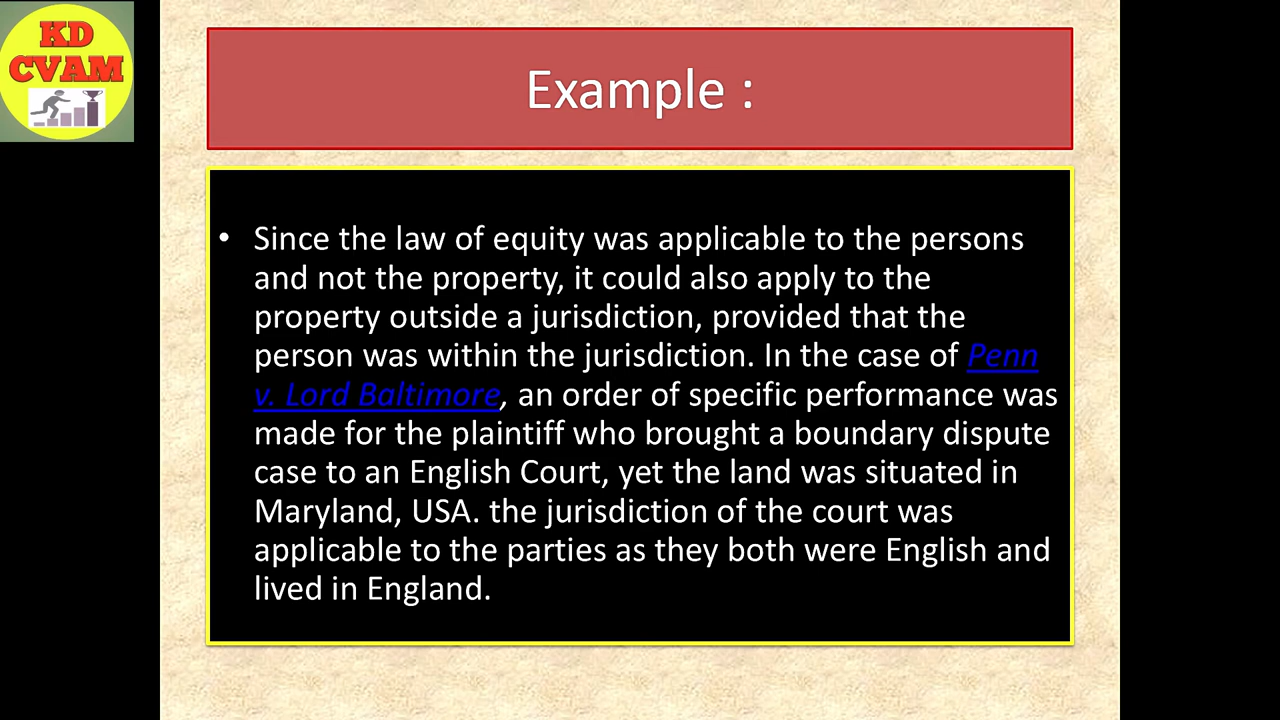 KD
CVAM
Example :
• Since the law of equity was applicable to the persons
and not the property, it could also apply to the
property outside a jurisdiction, provided that the
person was within the jurisdiction. In the case of Penn
v. Lord Baltimore, an order of specific performance was
made for the plaintiff who brought a boundary dispute
case to an English Court, yet the land was situated in
Maryland, USA. the jurisdiction of the court was
applicable to the parties as they both were English and
lived in England.